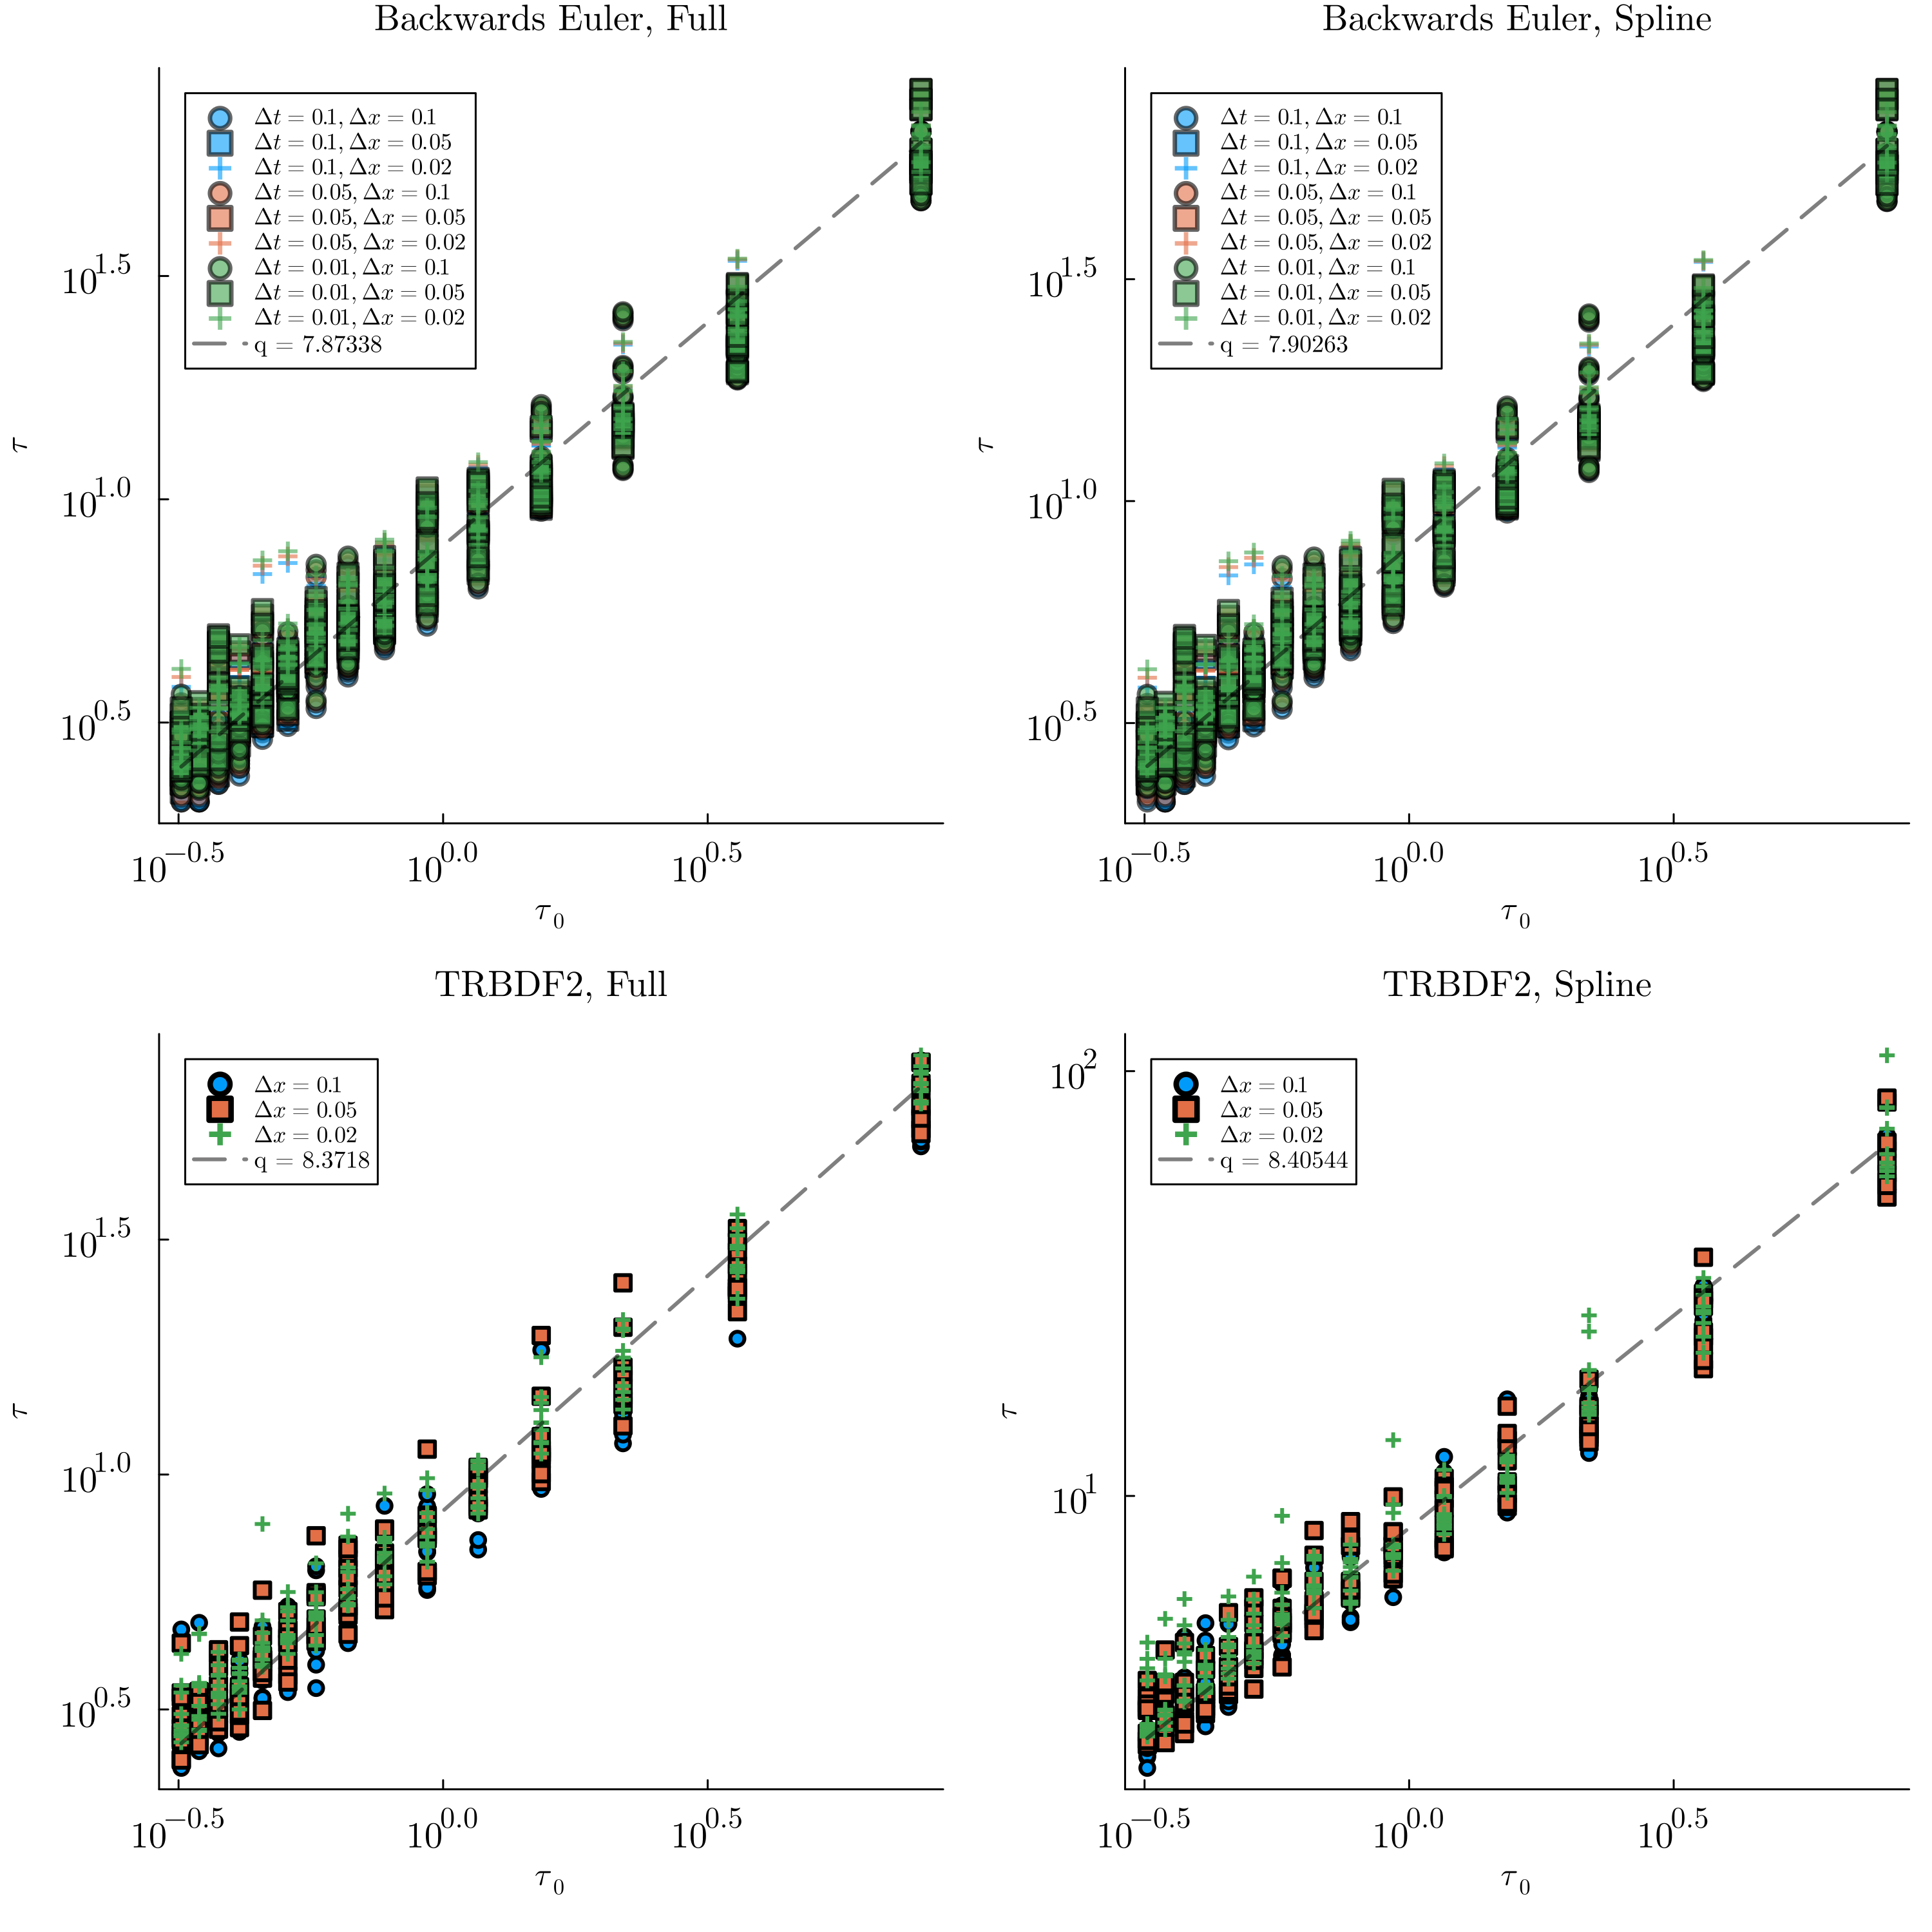 Backwards Euler, Full
Δt = 0.1, Δx = 0.1
Δt = 0.1, Δx = 0.05
Δt = 0.1, Δx = 0.02
Δt = 0.05, Δx = 0.1
Δt = 0.05, Δx = 0.05
Δt = 0.05, Δx = 0.02
Δt = 0.01, Δx = 0.1
Δt = 0.01, Δx = 0.05
Δt = 0.01, Δx = 0.02
q = 7.87338
10^1.5
10^1.0
10^0.5
τ
10^−0.5 10^0.0 10^0.5
τ_0
Backwards Euler, Spline
Δt = 0.1, Δx = 0.1
Δt = 0.1, Δx = 0.05
Δt = 0.1, Δx = 0.02
Δt = 0.05, Δx = 0.1
Δt = 0.05, Δx = 0.05
Δt = 0.05, Δx = 0.02
Δt = 0.01, Δx = 0.1
Δt = 0.01, Δx = 0.05
Δt = 0.01, Δx = 0.02
q = 7.90263
10^1.5
10^1.0
10^0.5
τ
10^−0.5 10^0.0 10^0.5
τ_0
TRBDF2, Full
Δx = 0.1
Δx = 0.05
Δx = 0.02
q = 8.3718
10^1.5
10^1.0
10^0.5
τ
10^−0.5 10^0.0 10^0.5
τ_0
TRBDF2, Spline
Δx = 0.1
Δx = 0.05
Δx = 0.02
q = 8.40544
10^2
10^1
τ
10^−0.5 10^0.0 10^0.5
τ_0